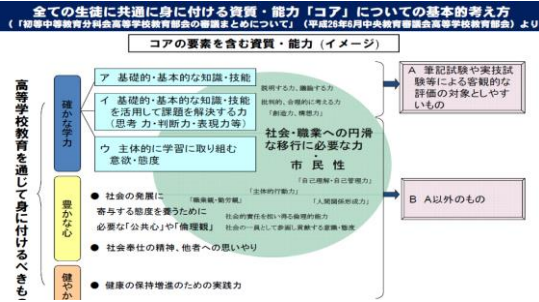 全ての生徒に共通に身に付ける資質・能力「コア」についての基本的考え方
(「初等中等教育分科会高等学校教育部会の審議まとめについて」(平成26年6月中央教育審議会高等学校教育部会)より
コアの要素を含む資質・能力(イメージ)
高等学校教育を通じて身に付けるべきもの
確かな学力
ア 基礎的・基本的な知識・技能
イ 基礎的・基本的な知識・技能
を活用して課題を解決する力
(思考力・判断力・表現力等)
ウ 主体的に学習に取り組む
意欲・態度
説明する力、議論する力
批判的、合理的に考える力
「創造力、構想力」
社会・職業への円滑
な移行に必要な力
・
市民性
「自己理解・自己管理力」
「主体的行動力」
「職業観・勤労観」
「人間関係形成力」
社会的責任を担い得る倫理的能力
社会の一員として参画し貢献する意識・態度
A 筆記試験や実技試
験等による客観的な
評価の対象としやす
いもの
B A以外のもの
豊かな心
● 社会の発展に
寄与する態度を養うために
必要な「公共心」や「倫理観」
● 社会奉仕の精神、他者への思いやり
健やか
● 健康の保持増進のための実践力